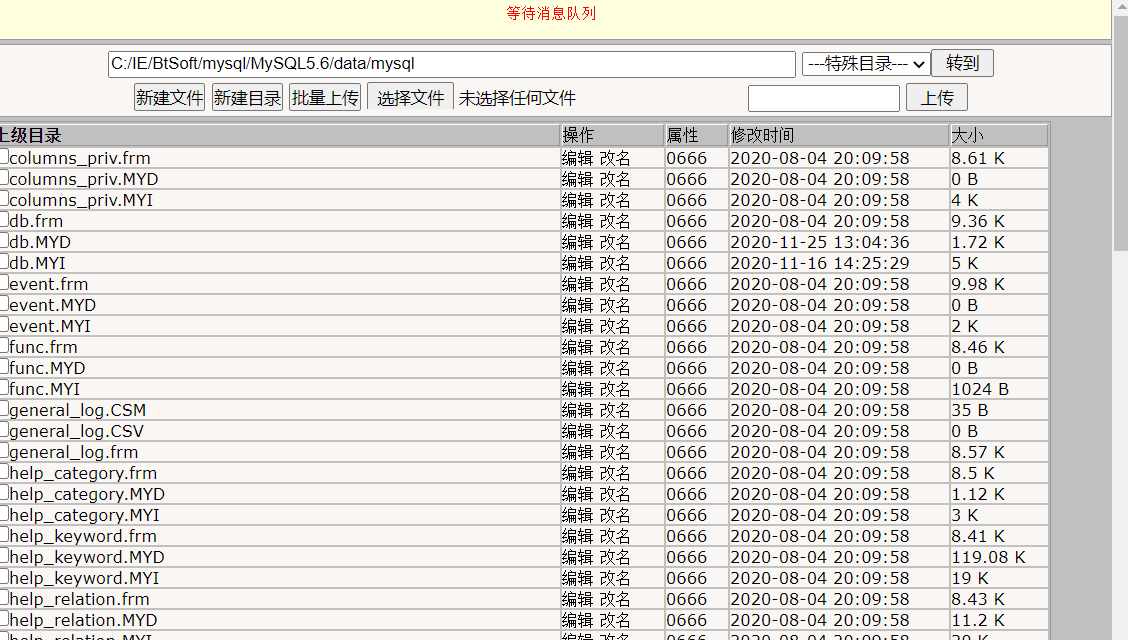 等待消息队列
C:/IE/BtSoft/mysql/MySQL5.6/data/mysql ---特殊目录--- 转到
新建文件 新建目录 批量上传 选择文件 未选择任何文件 上传
上级目录 操作 属性 修改时间 大小
columns_priv.frm 编辑 改名 0666 2020-08-04 20:09:58 8.61 K
columns_priv.MYD 编辑 改名 0666 2020-08-04 20:09:58 0 B
columns_priv.MYI 编辑 改名 0666 2020-08-04 20:09:58 4 K
db.frm 编辑 改名 0666 2020-08-04 20:09:58 9.36 K
db.MYD 编辑 改名 0666 2020-11-25 13:04:36 1.72 K
db.MYI 编辑 改名 0666 2020-11-16 14:25:29 5 K
event.frm 编辑 改名 0666 2020-08-04 20:09:58 9.98 K
event.MYD 编辑 改名 0666 2020-08-04 20:09:58 0 B
event.MYI 编辑 改名 0666 2020-08-04 20:09:58 2 K
func.frm 编辑 改名 0666 2020-08-04 20:09:58 8.46 K
func.MYD 编辑 改名 0666 2020-08-04 20:09:58 0 B
func.MYI 编辑 改名 0666 2020-08-04 20:09:58 1024 B
general_log.CSM 编辑 改名 0666 2020-08-04 20:09:58 35 B
general_log.CSV 编辑 改名 0666 2020-08-04 20:09:58 0 B
general_log.frm 编辑 改名 0666 2020-08-04 20:09:58 8.57 K
help_category.frm 编辑 改名 0666 2020-08-04 20:09:58 8.5 K
help_category.MYD 编辑 改名 0666 2020-08-04 20:09:58 1.12 K
help_category.MYI 编辑 改名 0666 2020-08-04 20:09:58 3 K
help_keyword.frm 编辑 改名 0666 2020-08-04 20:09:58 8.41 K
help_keyword.MYD 编辑 改名 0666 2020-08-04 20:09:58 119.08 K
help_keyword.MYI 编辑 改名 0666 2020-08-04 20:09:58 19 K
help_relation.frm 编辑 改名 0666 2020-08-04 20:09:58 8.43 K
help_relation.MYD 编辑 改名 0666 2020-08-04 20:09:58 11.2 K
help_relation.MYI 编辑 改名 0666 2020-08-04 20:09:58